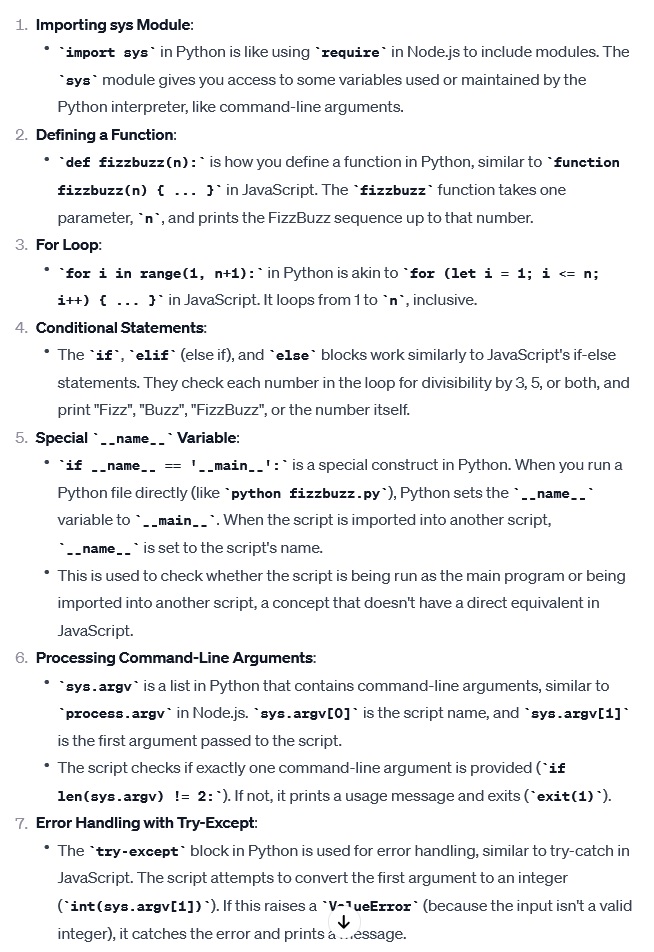 1. Importing sys Module:
• `import sys` in Python is like using `require` in Node.js to include modules. The
`sys` module gives you access to some variables used or maintained by the
Python interpreter, like command-line arguments.
2. Defining a Function:
• `def fizzbuzz(n):` is how you define a function in Python, similar to `function
fizzbuzz(n) { ... }` in JavaScript. The `fizzbuzz` function takes one
parameter, `n`, and prints the FizzBuzz sequence up to that number.
3. For Loop:
• `for i in range(1, n+1):` in Python is akin to `for (let i = 1; i <= n;
i++) { ... }` in JavaScript. It loops from 1 to `n`, inclusive.
4. Conditional Statements:
• The `if`, `elif` (else if), and `else` blocks work similarly to JavaScript's if-else
statements. They check each number in the loop for divisibility by 3, 5, or both, and
print "Fizz", "Buzz", "FizzBuzz", or the number itself.
5. Special `__name__` Variable:
• `if __name__ == '__main__':` is a special construct in Python. When you run a
Python file directly (like `python fizzbuzz.py`), Python sets the `__name__`
variable to `__main__`. When the script is imported into another script,
`__name__` is set to the script's name.
• This is used to check whether the script is being run as the main program or being
imported into another script, a concept that doesn't have a direct equivalent in
JavaScript.
6. Processing Command-Line Arguments:
• `sys.argv` is a list in Python that contains command-line arguments, similar to
`process.argv` in Node.js. `sys.argv[0]` is the script name, and `sys.argv[1]`
is the first argument passed to the script.
• The script checks if exactly one command-line argument is provided (`if
len(sys.argv) != 2:`). If not, it prints a usage message and exits (`exit(1)`).
7. Error Handling with Try-Except:
• The `try-except` block in Python is used for error handling, similar to try-catch in
JavaScript. The script attempts to convert the first argument to an integer
(`int(sys.argv[1])`). If this raises a `ValueError` (because the input isn't a valid
integer), it catches the error and prints a message.